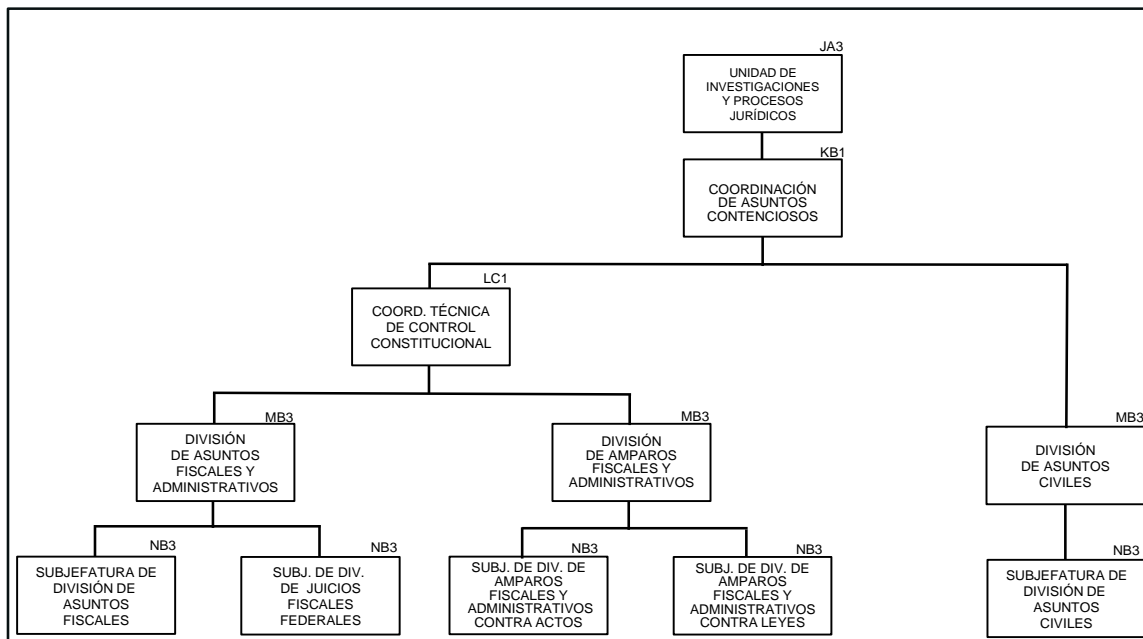 JA3
UNIDAD DE
INVESTIGACIONES
Y PROCESOS
JURÍDICOS
KB1
COORDINACIÓN
DE ASUNTOS
CONTENCIOSOS
LC1
COORD. TÉCNICA
DE CONTROL
CONSTITUCIONAL
MB3
DIVISIÓN
DE ASUNTOS
FISCALES Y
ADMINISTRATIVOS
MB3
DIVISIÓN
DE AMPAROS
FISCALES Y
ADMINISTRATIVOS
MB3
DIVISIÓN
DE ASUNTOS
CIVILES
NB3
SUBJEFATURA DE
DIVISIÓN DE
ASUNTOS
FISCALES
NB3
SUBJ. DE DIV.
DE JUICIOS
FISCALES
FEDERALES
NB3
SUBJ. DE DIV. DE
AMPAROS
FISCALES Y
ADMINISTRATIVOS
CONTRA ACTOS
NB3
SUBJ. DE DIV. DE
AMPAROS
FISCALES Y
ADMINISTRATIVOS
CONTRA LEYES
NB3
SUBJEFATURA DE
DIVISIÓN DE
ASUNTOS
CIVILES